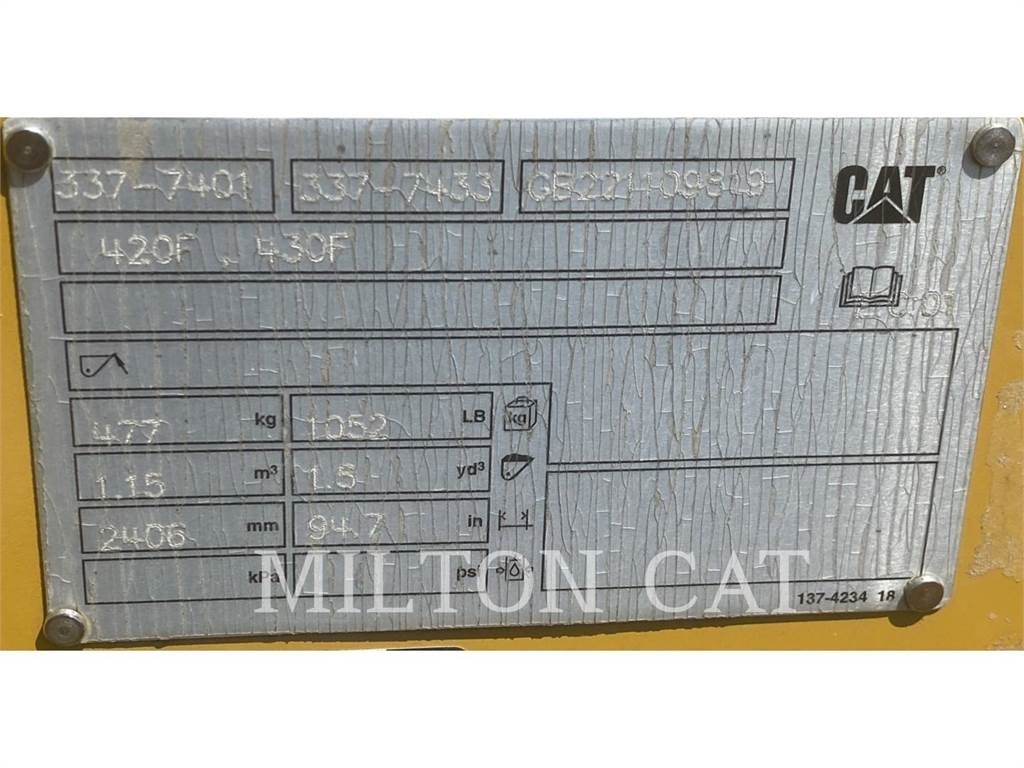 337-7401 337-7433
CAT®
420F , 430F
kg
477 kg 1052 LB
1.15 m³ 1.5 yd³
2406 mm 94.7 in
kPa psi
137-4234 18
MILTON CAT